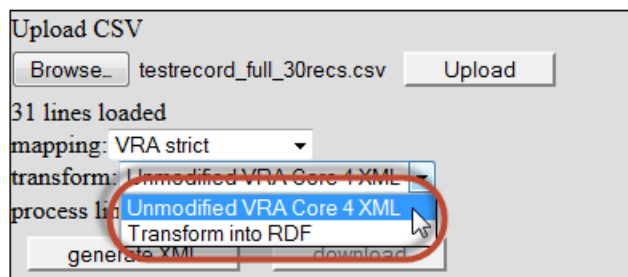 Upload CSV
Browse… testrecord_full_30recs.csv Upload
31 lines loaded
mapping: VRA strict
transform: Unmodified VRA Core 4 XML
process
Unmodified VRA Core 4 XML
Transform into RDF
generate XML download